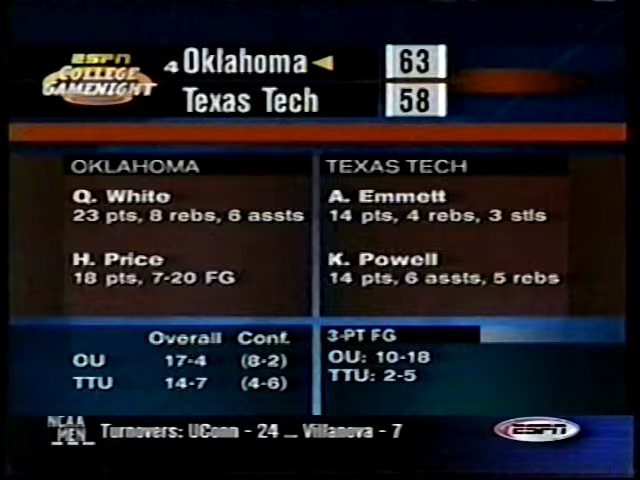 ESPN
COLLEGE
GAMENIGHT
4 Oklahoma 63
Texas Tech 58
OKLAHOMA
Q. White
23 pts, 8 rebs, 6 assts
H. Price
18 pts, 7-20 FG
TEXAS TECH
A. Emmett
14 pts, 4 rebs, 3 stls
K. Powell
14 pts, 6 assts, 5 rebs
Overall Conf.
OU 17-4 (8-2)
TTU 14-7 (4-6)
3-PT FG
OU: 10-18
TTU: 2-5
NCAA
MEN
Turnovers: UConn - 24 ... Villanova - 7
ESPN